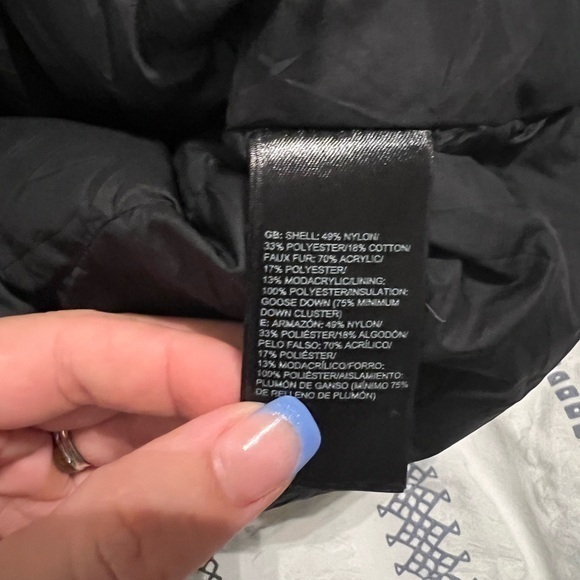 GB: SHELL: 49% NYLON/
33% POLYESTER/18% COTTON/
FAUX FUR: 70% ACRYLIC/
17% POLYESTER/
13% MODACRYLIC/LINING:
100% POLYESTER/INSULATION:
GOOSE DOWN (75% MINIMUM
DOWN CLUSTER)
E: ARMAZÓN: 49% NYLON/
33% POLIÉSTER/18% ALGODÓN/
PELO FALSO: 70% ACRÍLICO/
17% POLIÉSTER/
13% MODACRÍLICO/FORRO:
100% POLIÉSTER/AISLAMIENTO:
PLUMÓN DE GANSO (MÍNIMO 75%
DE RELLENO DE PLUMÓN)